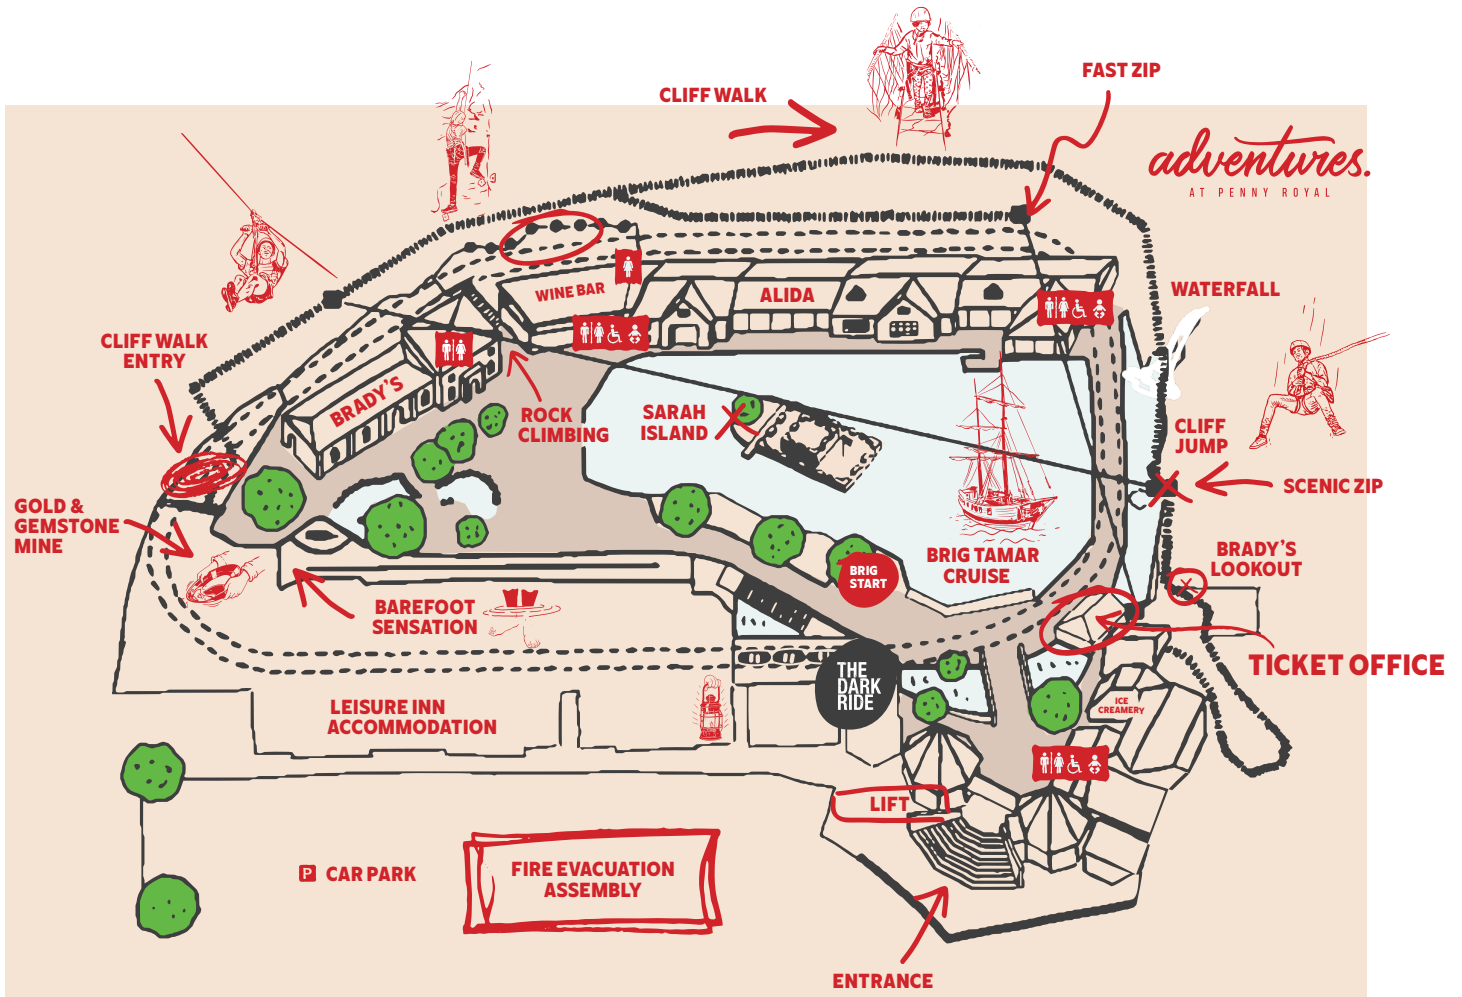 FAST ZIP
CLIFF WALK
adventures.
AT PENNY ROYAL
WATERFALL
WINE BAR
ALIDA
CLIFF WALK
ENTRY
BRADY'S
ROCK
CLIMBING
SARAH
ISLAND
CLIFF
JUMP
SCENIC ZIP
GOLD &
GEMSTONE
MINE
BRIG TAMAR
CRUISE
BRADY'S
LOOKOUT
BRIG
START
BAREFOOT
SENSATION
TICKET OFFICE
THE
DARK
RIDE
LEISURE INN
ACCOMMODATION
ICE
CREAMERY
LIFT
P CAR PARK
FIRE EVACUATION
ASSEMBLY
ENTRANCE